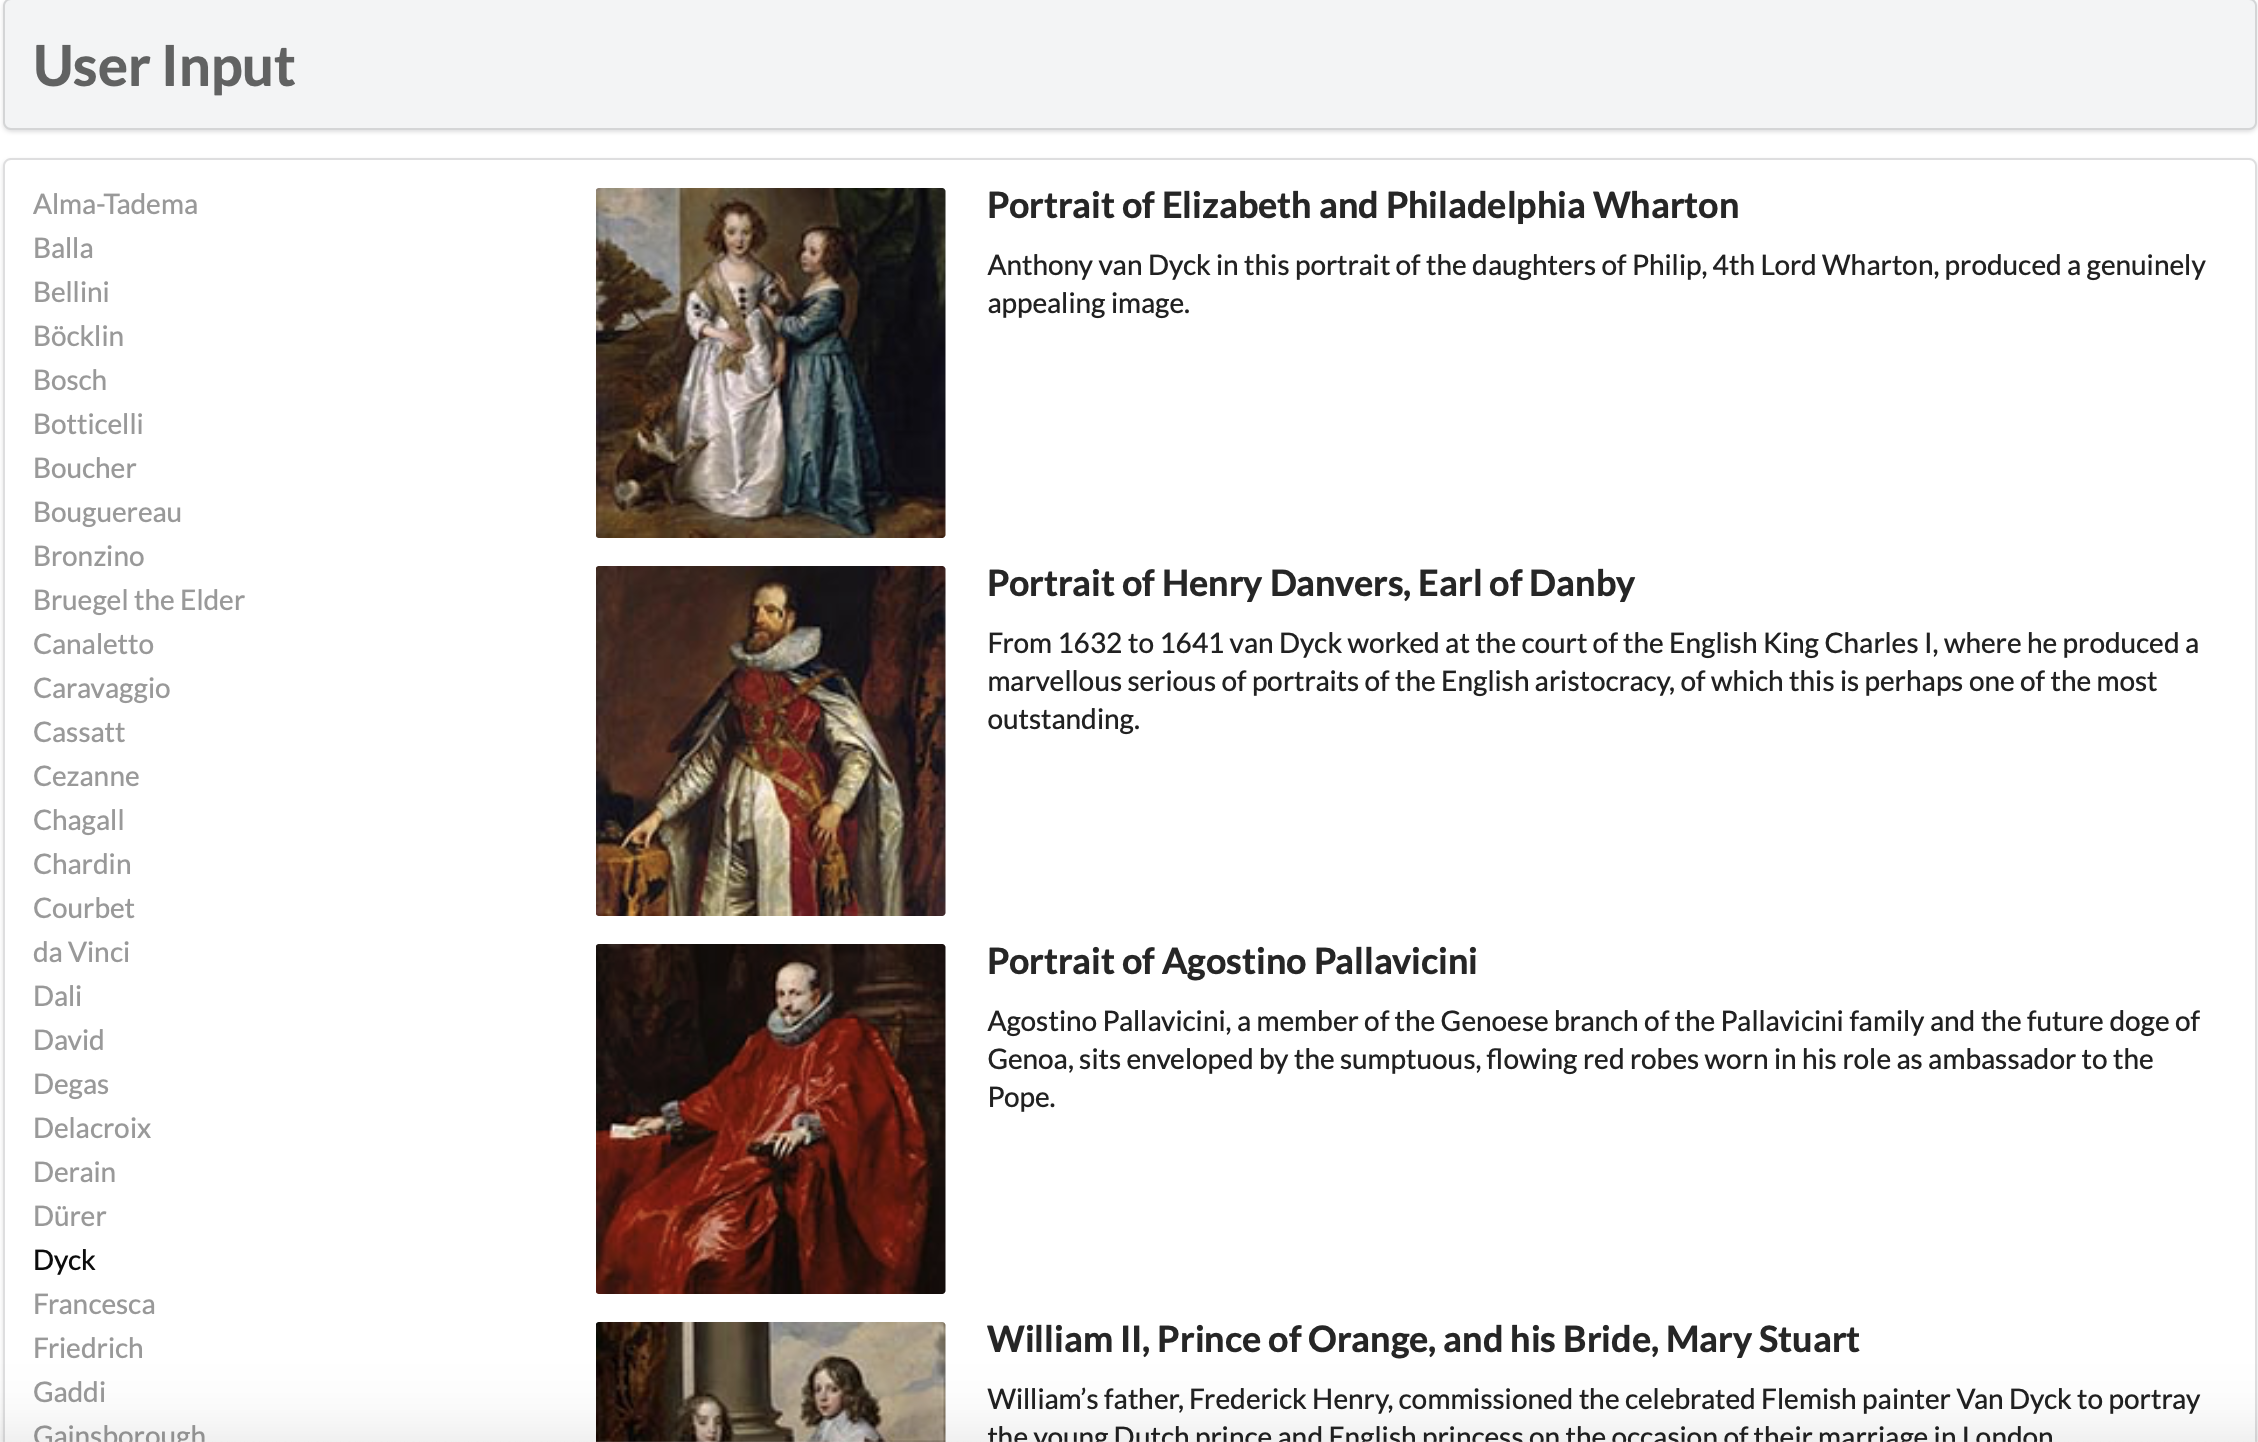 User Input
Alma-Tadema
Balla
Bellini
Böcklin
Bosch
Botticelli
Boucher
Bouguereau
Bronzino
Bruegel the Elder
Canaletto
Caravaggio
Cassatt
Cezanne
Chagall
Chardin
Courbet
da Vinci
Dali
David
Degas
Delacroix
Derain
Dürer
Dyck
Francesca
Friedrich
Gaddi
Gainsborough
Portrait of Elizabeth and Philadelphia Wharton
Anthony van Dyck in this portrait of the daughters of Philip, 4th Lord Wharton, produced a genuinely
appealing image.
Portrait of Henry Danvers, Earl of Danby
From 1632 to 1641 van Dyck worked at the court of the English King Charles I, where he produced a
marvellous serious of portraits of the English aristocracy, of which this is perhaps one of the most
outstanding.
Portrait of Agostino Pallavicini
Agostino Pallavicini, a member of the Genoese branch of the Pallavicini family and the future doge of
Genoa, sits enveloped by the sumptuous, flowing red robes worn in his role as ambassador to the
Pope.
William II, Prince of Orange, and his Bride, Mary Stuart
William’s father, Frederick Henry, commissioned the celebrated Flemish painter Van Dyck to portray
the young Dutch prince and English princess on the occasion of their marriage in London.